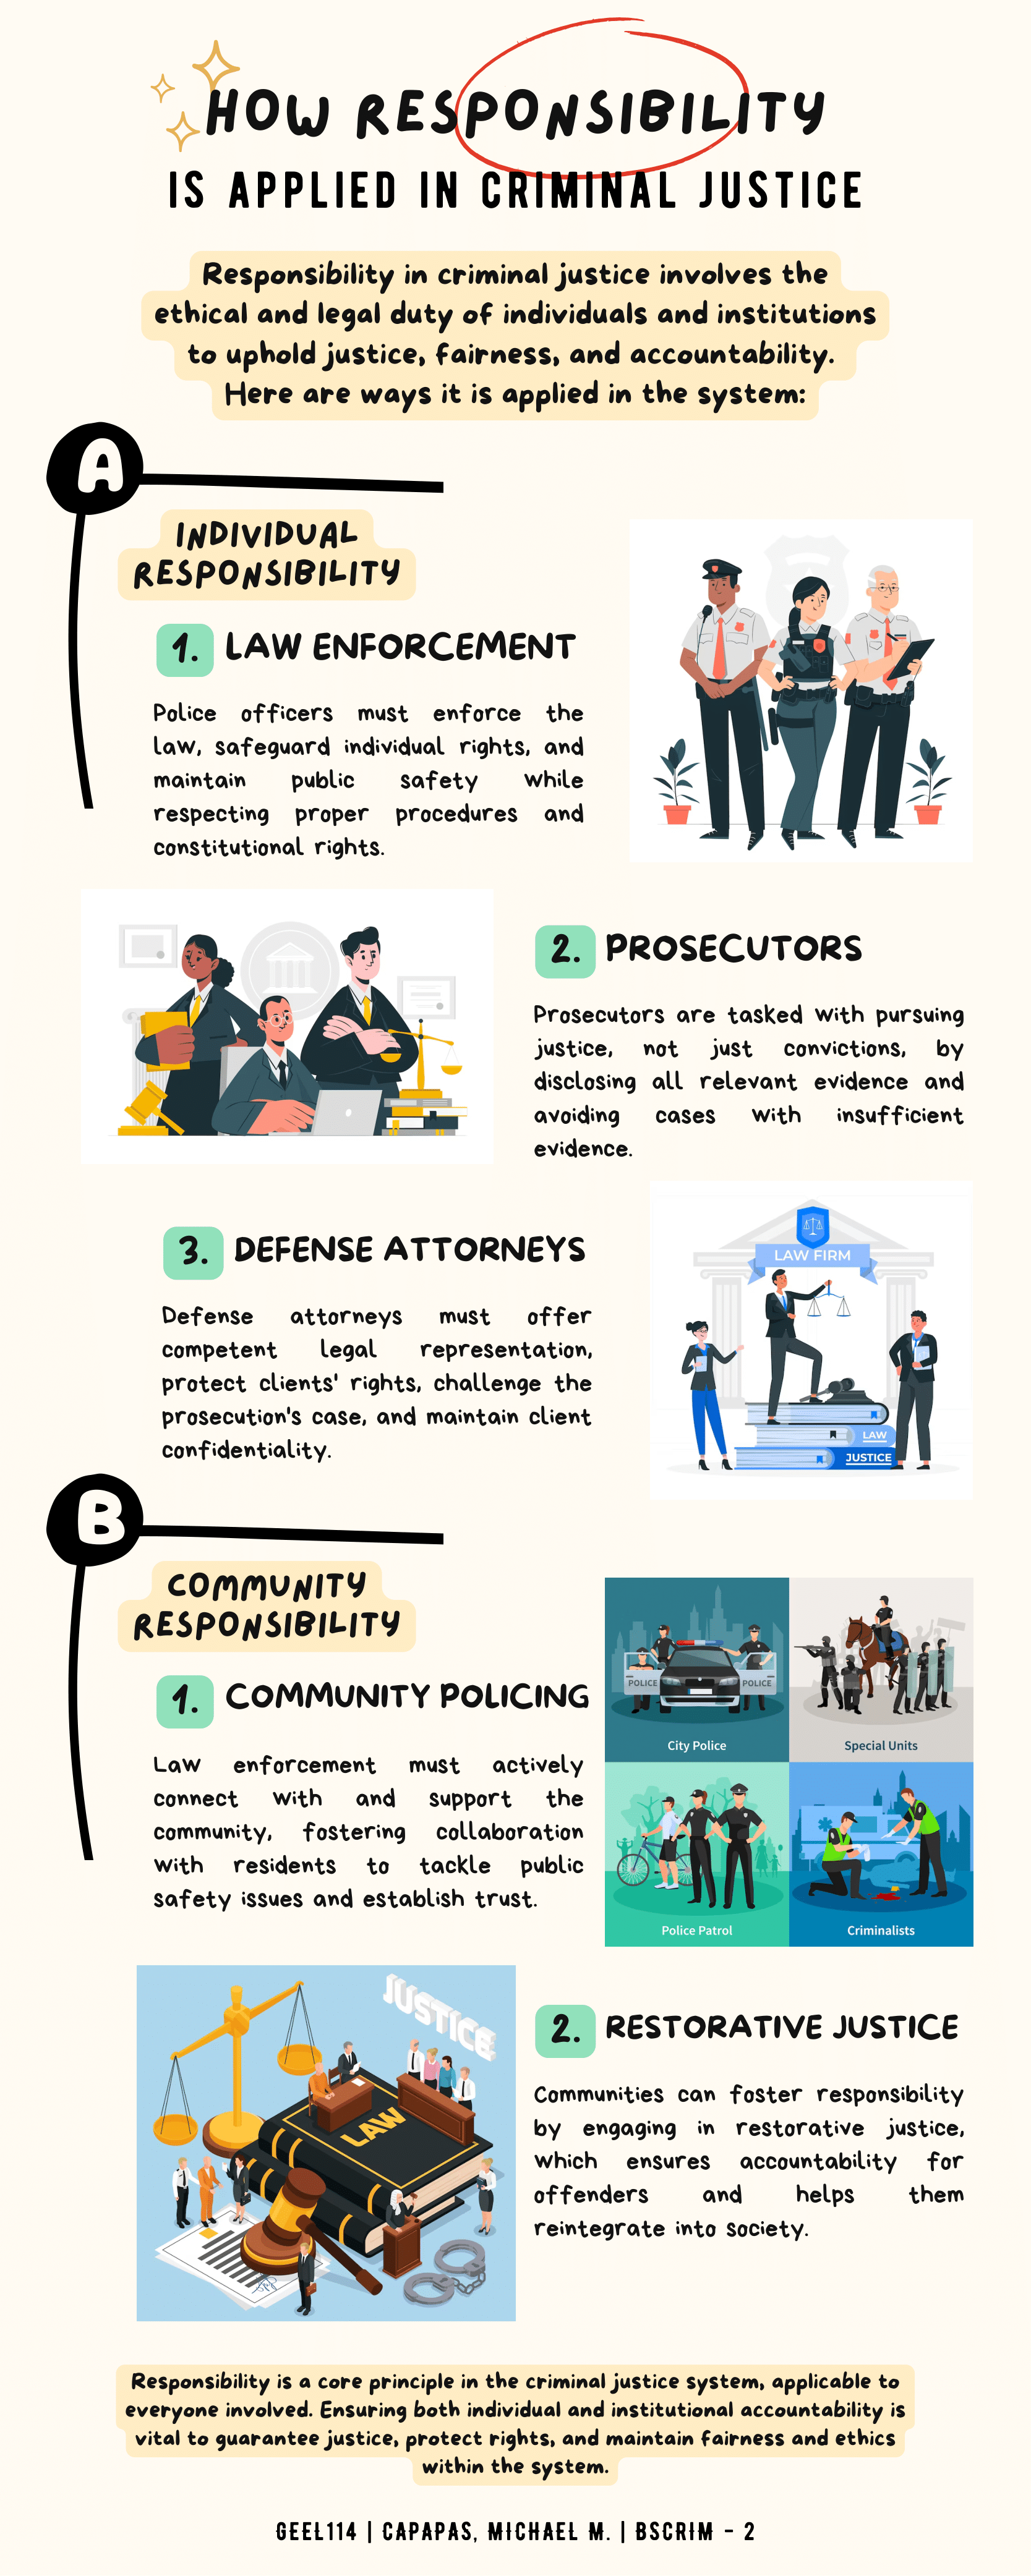 HOW RESPONSIBILITY
IS APPLIED IN CRIMINAL JUSTICE
Responsibility in criminal justice involves the
ethical and legal duty of individuals and institutions
to uphold justice, fairness, and accountability.
Here are ways it is applied in the system:
A
INDIVIDUAL
RESPONSIBILITY
1. LAW ENFORCEMENT
Police officers must enforce the
law, safeguard individual rights, and
maintain public safety while
respecting proper procedures and
constitutional rights.
2. PROSECUTORS
Prosecutors are tasked with pursuing
justice, not just convictions, by
disclosing all relevant evidence and
avoiding cases with insufficient
evidence.
3. DEFENSE ATTORNEYS
Defense attorneys must offer
competent legal representation,
protect clients' rights, challenge the
prosecution's case, and maintain client
confidentiality.
LAW FIRM
LAW
JUSTICE
B
COMMUNITY
RESPONSIBILITY
1. COMMUNITY POLICING
Law enforcement must actively
connect with and support the
community, fostering collaboration
with residents to tackle public
safety issues and establish trust.
POLICE
POLICE
City Police
Special Units
Police Patrol
Criminalists
JUSTICE
LAW
2. RESTORATIVE JUSTICE
Communities can foster responsibility
by engaging in restorative justice,
which ensures accountability for
offenders and helps them
reintegrate into society.
Responsibility is a core principle in the criminal justice system, applicable to
everyone involved. Ensuring both individual and institutional accountability is
vital to guarantee justice, protect rights, and maintain fairness and ethics
within the system.
GEEL114 | CAPAPAS, MICHAEL M. | BSCRIM - 2